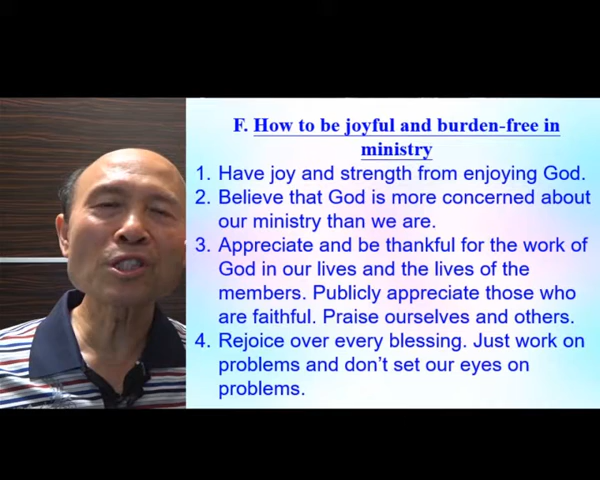 F. How to be joyful and burden-free in
ministry
1. Have joy and strength from enjoying God.
2. Believe that God is more concerned about
our ministry than we are.
3. Appreciate and be thankful for the work of
God in our lives and the lives of the
members. Publicly appreciate those who
are faithful. Praise ourselves and others.
4. Rejoice over every blessing. Just work on
problems and don't set our eyes on
problems.